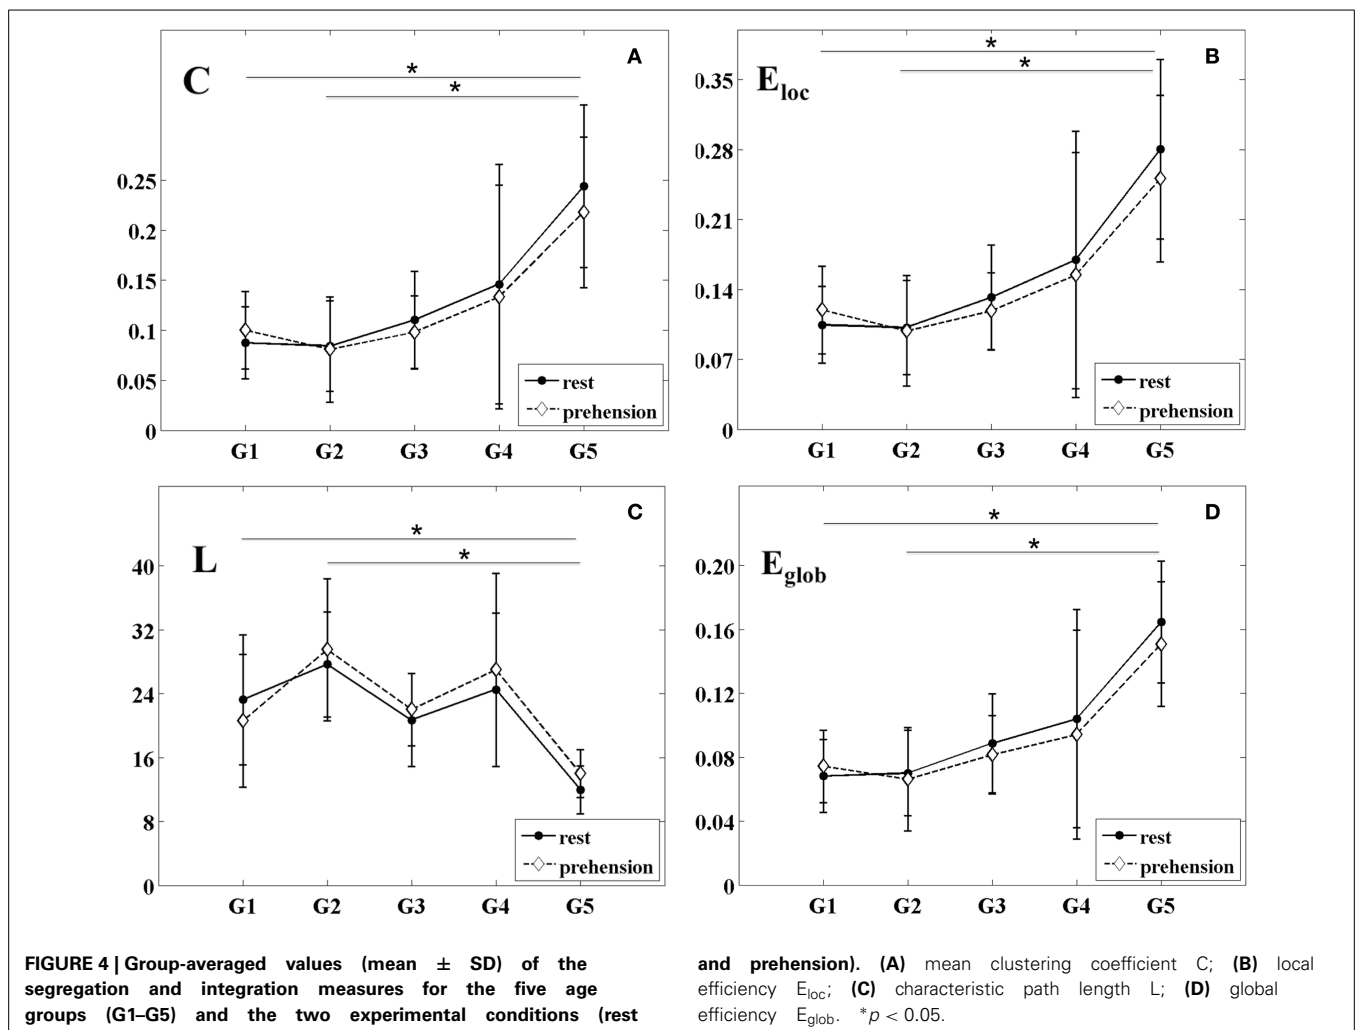 A
C
*
*
0.25
0.2
0.15
0.1
0.05
0
rest
prehension
G1 G2 G3 G4 G5
B
E_loc
*
*
0.35
0.28
0.21
0.14
0.07
0
rest
prehension
G1 G2 G3 G4 G5
C
L
*
*
40
32
24
16
8
0
rest
prehension
G1 G2 G3 G4 G5
D
E_glob
*
*
0.20
0.16
0.12
0.08
0.04
0
rest
prehension
G1 G2 G3 G4 G5
FIGURE 4 | Group-averaged values (mean ± SD) of the
segregation and integration measures for the five age
groups (G1–G5) and the two experimental conditions (rest
and prehension). (A) mean clustering coefficient C; (B) local
efficiency E_loc; (C) characteristic path length L; (D) global
efficiency E_glob. *p < 0.05.